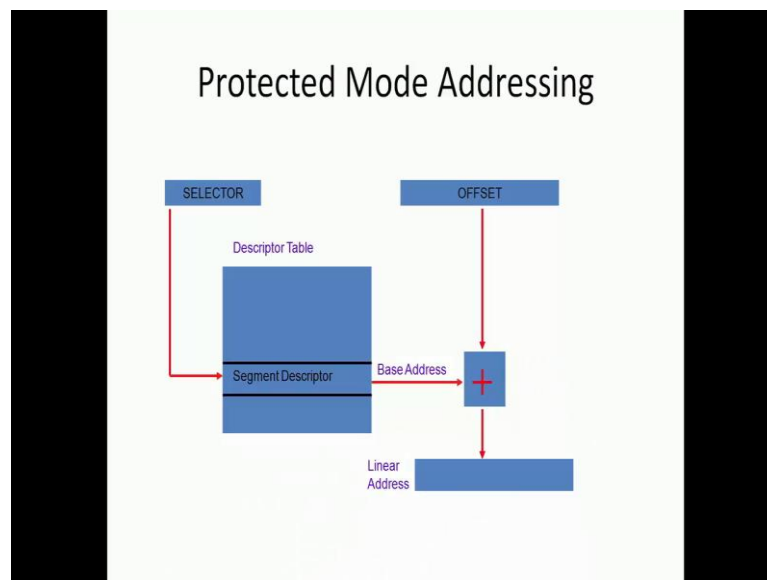 Protected Mode Addressing
SELECTOR
OFFSET
Descriptor Table
Segment Descriptor
Base Address
+
Linear
Address